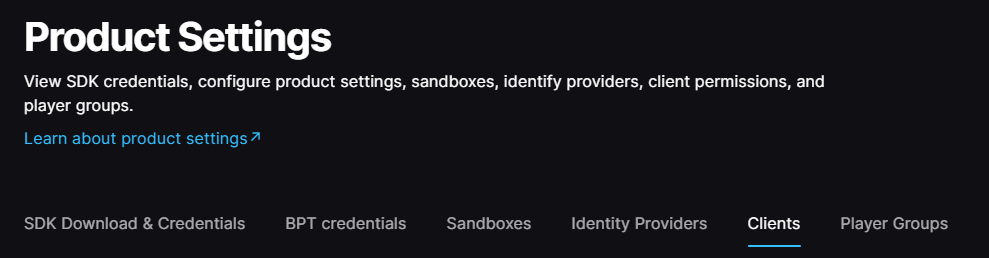 Product Settings
View SDK credentials, configure product settings, sandboxes, identify providers, client permissions, and
player groups.
Learn about product settings↗
SDK Download & Credentials BPT credentials Sandboxes Identity Providers Clients Player Groups